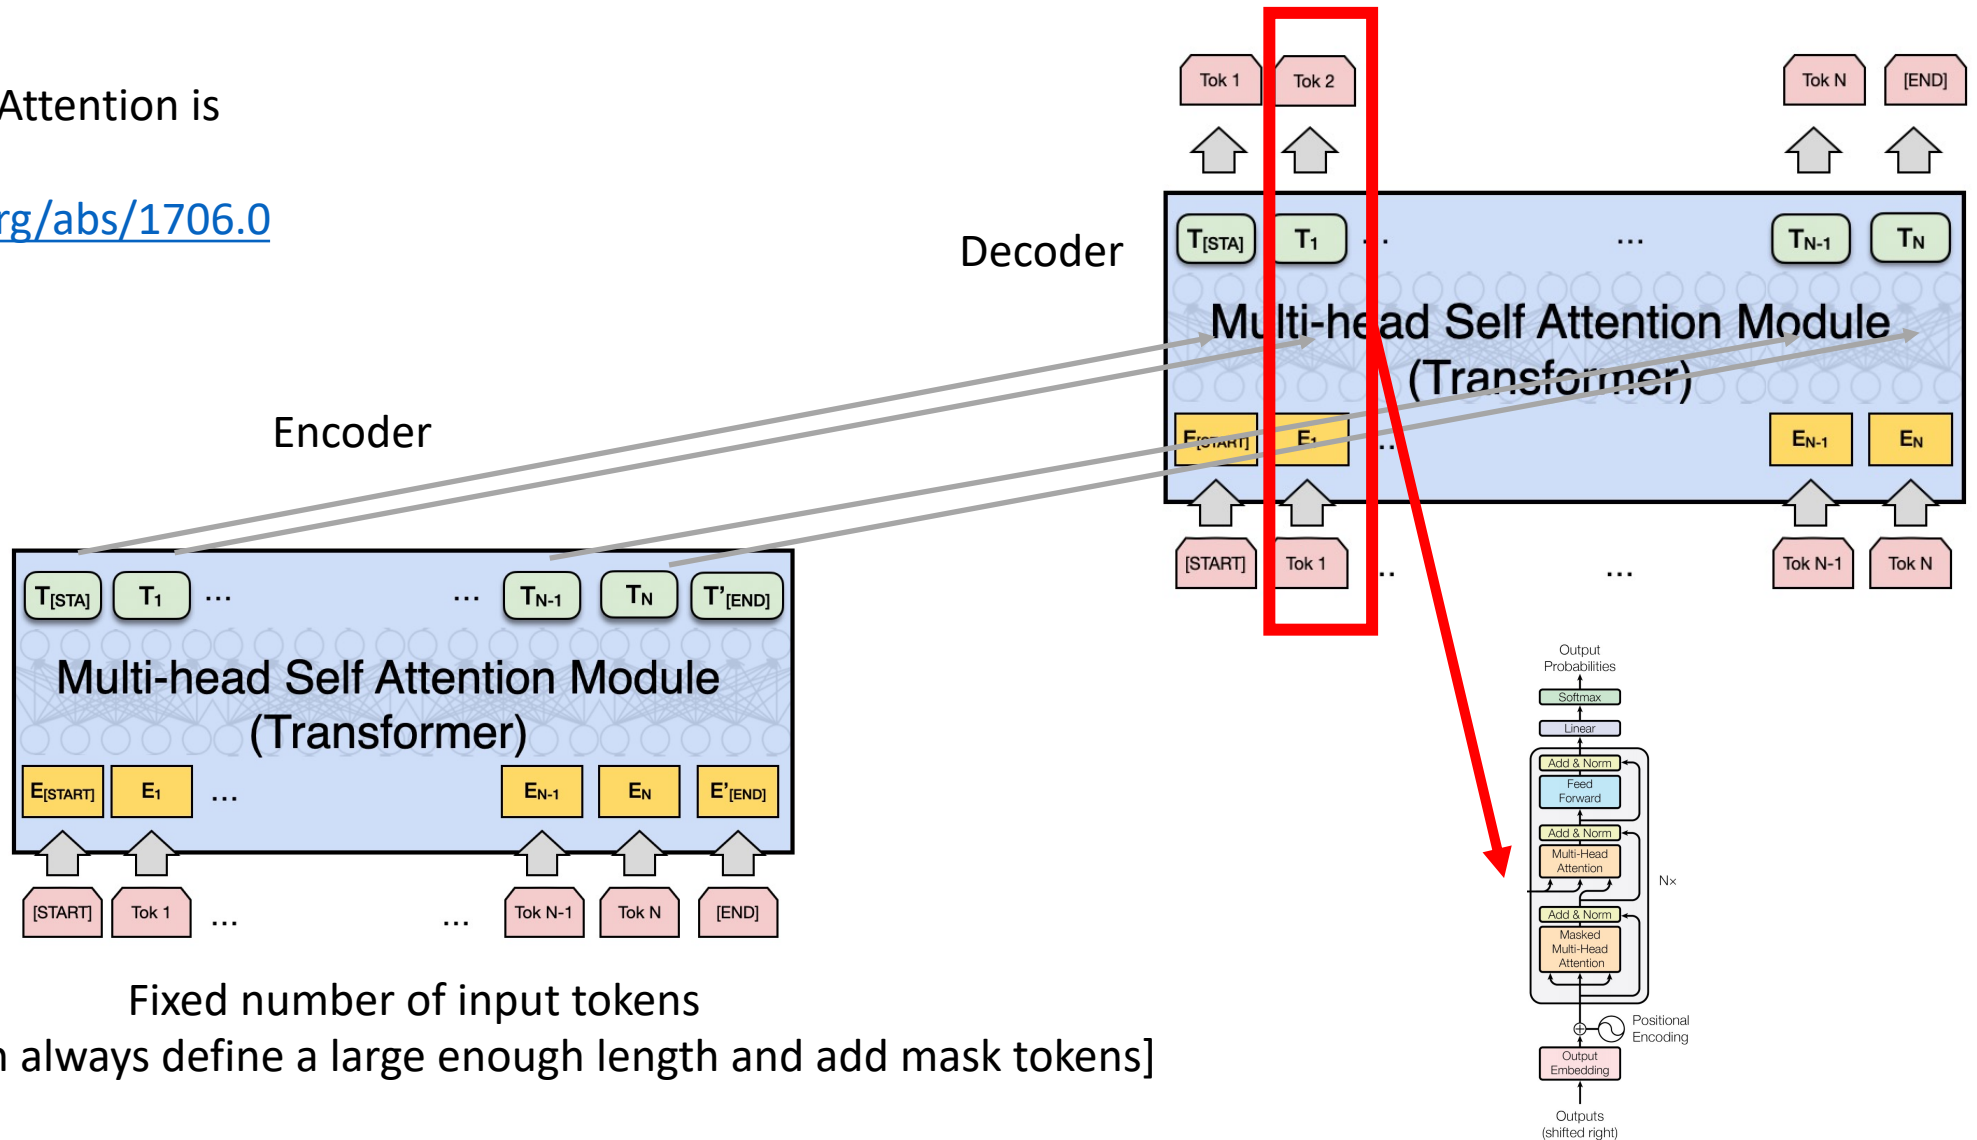 Attention is
rg/abs/1706.0
Tok 1 Tok 2 Tok N [END]
Decoder
T[STA] T1 ... ... TN-1 TN
Multi-head Self Attention Module
(Transformer)
E[START] E1 .. EN-1 EN
[START] Tok 1 .. ... Tok N-1 Tok N
Encoder
T[STA] T1 ... ... TN-1 TN T'[END]
Multi-head Self Attention Module
(Transformer)
E[START] E1 ... EN-1 EN E'[END]
[START] Tok 1 ... ... Tok N-1 Tok N [END]
Fixed number of input tokens
n always define a large enough length and add mask tokens]
Output
Probabilities
Softmax
Linear
Add & Norm
Feed
Forward
Add & Norm
Multi-Head
Attention
N×
Add & Norm
Masked
Multi-Head
Attention
Positional
Encoding
Output
Embedding
Outputs
(shifted right)